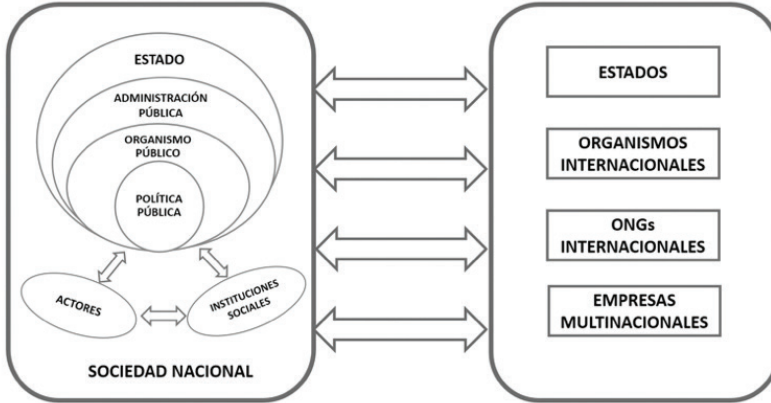 ESTADO
ADMINISTRACIÓN
PÚBLICA
ORGANISMO
PÚBLICO
POLÍTICA
PÚBLICA
ACTORES
INSTITUCIONES
SOCIALES
SOCIEDAD NACIONAL
ESTADOS
ORGANISMOS
INTERNACIONALES
ONGs
INTERNACIONALES
EMPRESAS
MULTINACIONALES